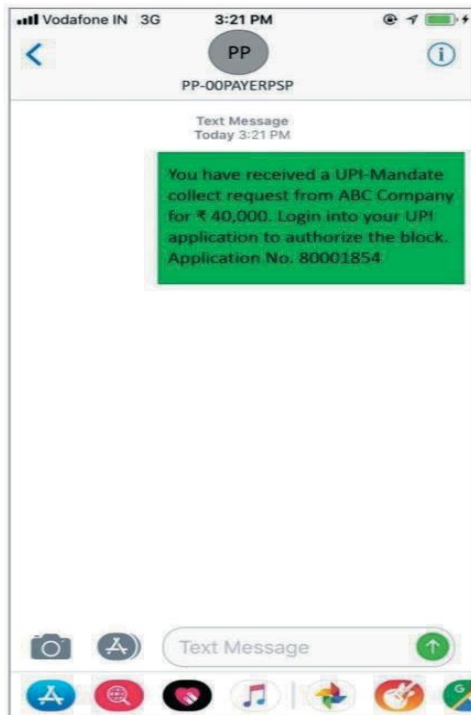 Vodafone IN 3G 3:21 PM
PP
PP-OOPAYERPSP
Text Message
Today 3:21 PM
You have received a UPI-Mandate
collect request from ABC Company
for ₹ 40,000. Login into your UPI
application to authorize the block.
Application No. 80001854
Text Message